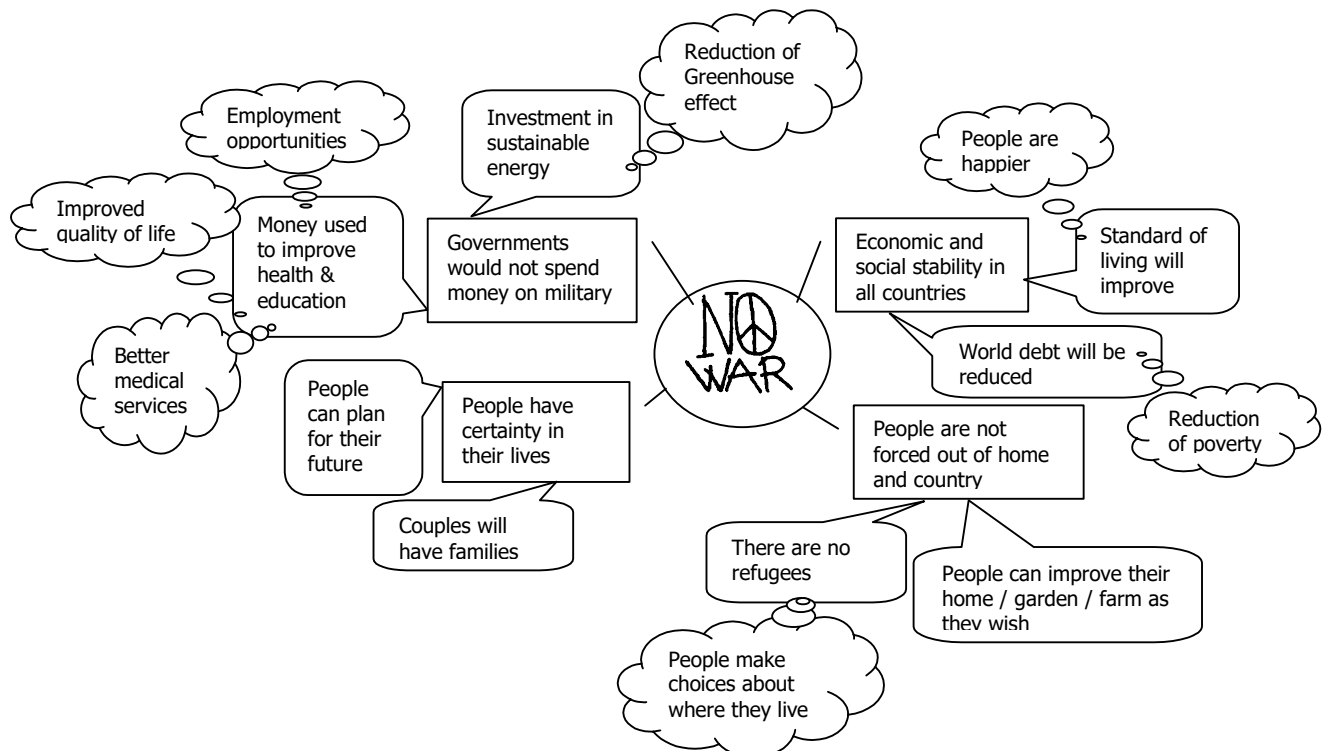 Reduction of
Greenhouse
effect
Employment
opportunities
Investment in
sustainable
energy
People are
happier
Improved
quality of life
Money used
to improve
health &
education
Governments
would not spend
money on military
NO
WAR
Economic and
social stability in
all countries
Standard of
living will
improve
Better
medical
services
World debt will be
reduced
Reduction
of poverty
People
can plan
for their
future
People have
certainty in
their lives
People are not
forced out of home
and country
Couples will
have families
There are no
refugees
People can improve their
home / garden / farm as
they wish
People make
choices about
where they live